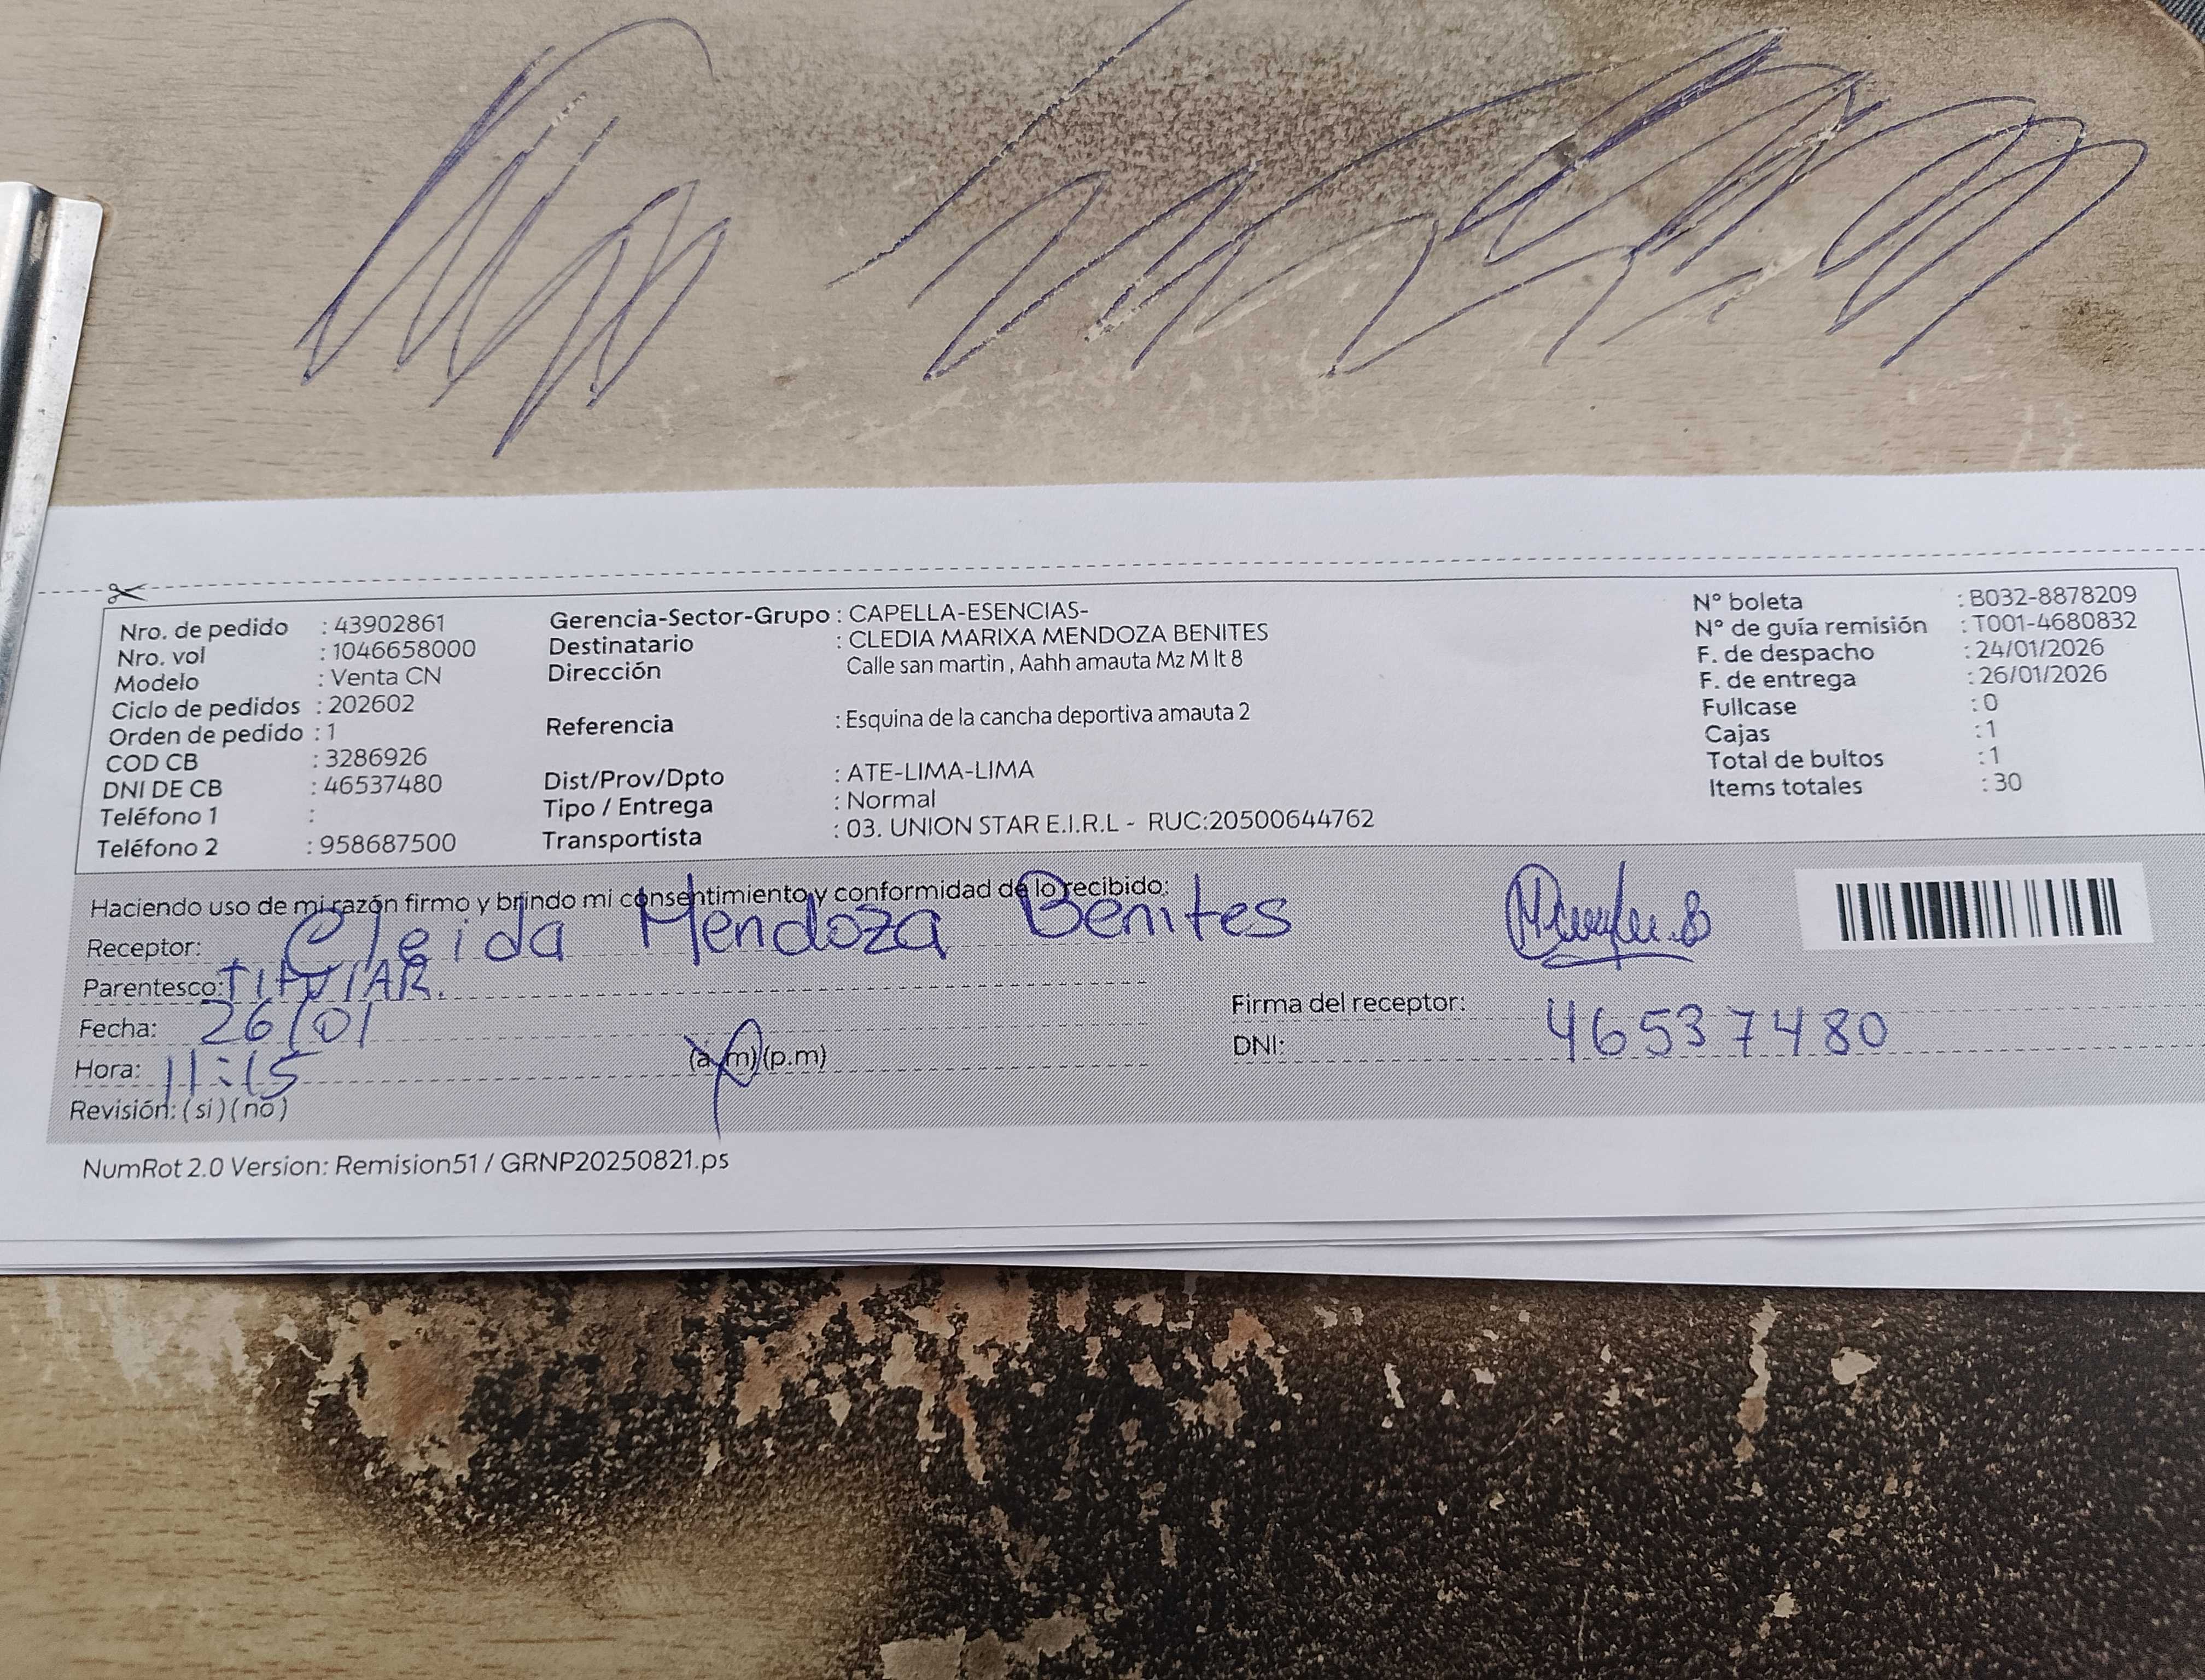 Nro. de pedido : 43902861
Nro. vol : 1046658000
Modelo : Venta CN
Ciclo de pedidos : 202602
Orden de pedido : 1
COD CB : 3286926
DNI DE CB : 46537480
Teléfono 1 :
Teléfono 2 : 958687500
Gerencia-Sector-Grupo : CAPELLA-ESENCIAS-
Destinatario : CLEDIA MARIXA MENDOZA BENITES
Dirección Calle san martin , Aahh amauta Mz M lt 8
Referencia : Esquina de la cancha deportiva amauta 2
Dist/Prov/Dpto : ATE-LIMA-LIMA
Tipo / Entrega : Normal
Transportista : 03. UNION STAR E.I.R.L - RUC:20500644762
N° boleta : B032-8878209
N° de guía remisión : T001-4680832
F. de despacho : 24/01/2026
F. de entrega : 26/01/2026
Fullcase : 0
Cajas : 1
Total de bultos : 1
Items totales : 30
Haciendo uso de mi razón firmo y brindo mi consentimiento y conformidad de lo recibido:
Receptor: Cleida Mendoza Benites
Parentesco: TITULAR.
Fecha: 26/01
Hora: 11:15 (a.m) (p.m)
Revisión: (si) (no)
Firma del receptor:
DNI: 46537480
NumRot 2.0 Version: Remision51 / GRNP20250821.ps